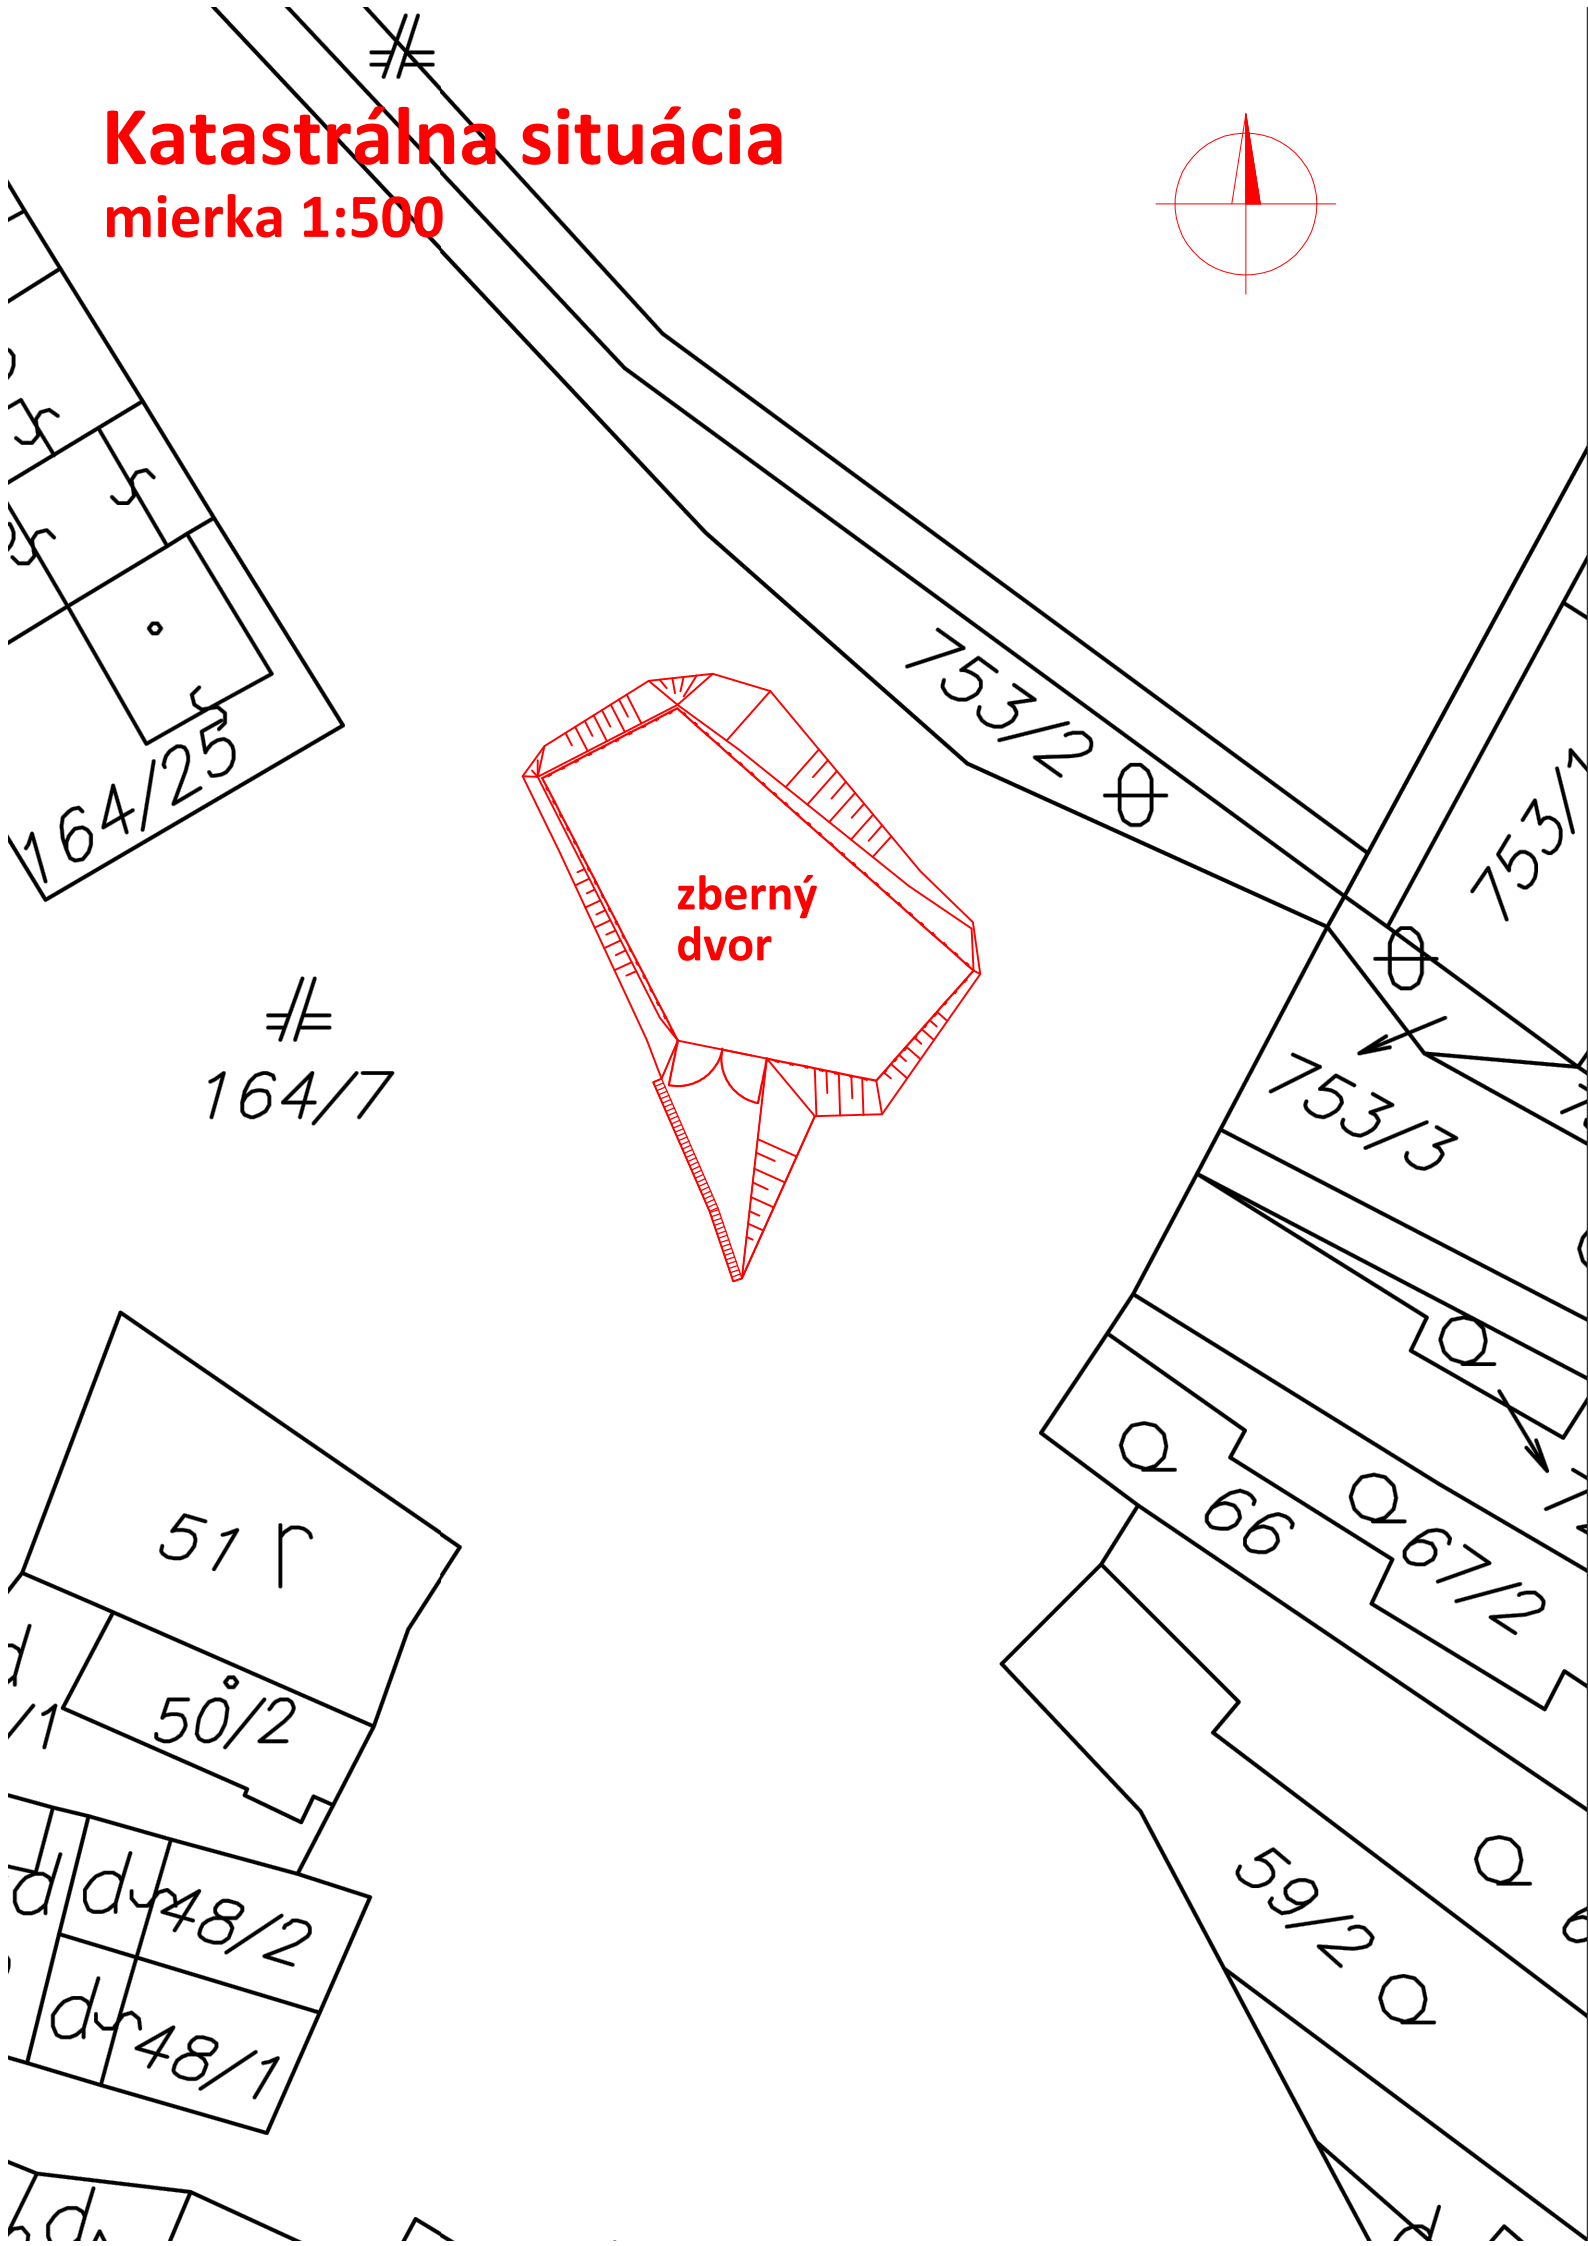 Katastrálna situácia
mierka 1:500
753/2
164/25
zberný
dvor
164/7
753/3
51 r
66
67/2
50/2
59/2
d
d
48/2
d
48/1
d